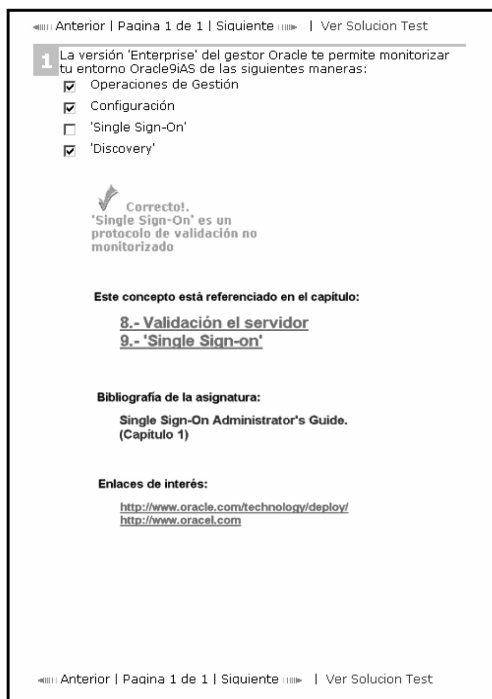 Anterior | Pagina 1 de 1 | Siguiente | Ver Solucion Test
1 La versión 'Enterprise' del gestor Oracle te permite monitorizar
tu entorno Oracle9iAS de las siguientes maneras:
Operaciones de Gestión
Configuración
'Single Sign-On'
'Discovery'
Correcto!.
'Single Sign-On' es un
protocolo de validación no
monitorizado
Este concepto está referenciado en el capítulo:
8.- Validación el servidor
9.- 'Single Sign-on'
Bibliografía de la asignatura:
Single Sign-On Administrator's Guide.
(Capítulo 1)
Enlaces de interés:
http://www.oracle.com/technology/deploy/
http://www.oracel.com
Anterior | Pagina 1 de 1 | Siguiente | Ver Solucion Test